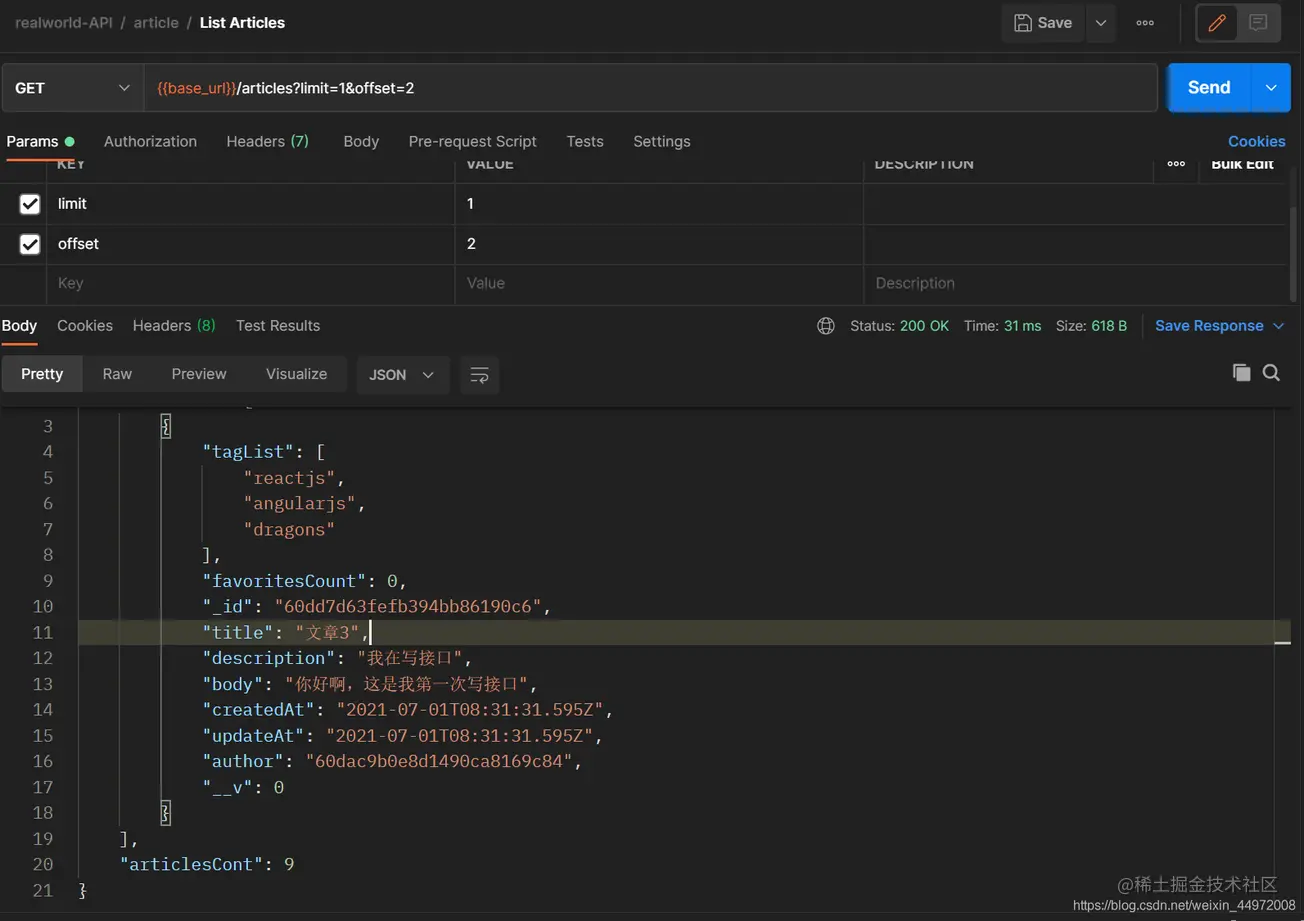 realworld-API / article / List Articles Save ooo
GET {{base_url}}/articles?limit=1&offset=2 Send
Params Authorization Headers (7) Body Pre-request Script Tests Settings Cookies
KEY VALUE DESCRIPTION ooo Bulk Edit
limit 1
offset 2
Key Value Description
Body Cookies Headers (8) Test Results Status: 200 OK Time: 31 ms Size: 618 B Save Response
Pretty Raw Preview Visualize JSON
3 {
4 "tagList": [
5 "reactjs",
6 "angularjs",
7 "dragons"
8 ],
9 "favoritesCount": 0,
10 "_id": "60dd7d63fefb394bb86190c6",
11 "title": "文章3",
12 "description": "我在写接口",
13 "body": "你好啊，这是我第一次写接口",
14 "createdAt": "2021-07-01T08:31:31.595Z",
15 "updateAt": "2021-07-01T08:31:31.595Z",
16 "author": "60dac9b0e8d1490ca8169c84",
17 "__v": 0
18 }
19 ],
20 "articlesCont": 9
21 }
@稀土掘金技术社区
https://blog.csdn.net/weixin_44972008